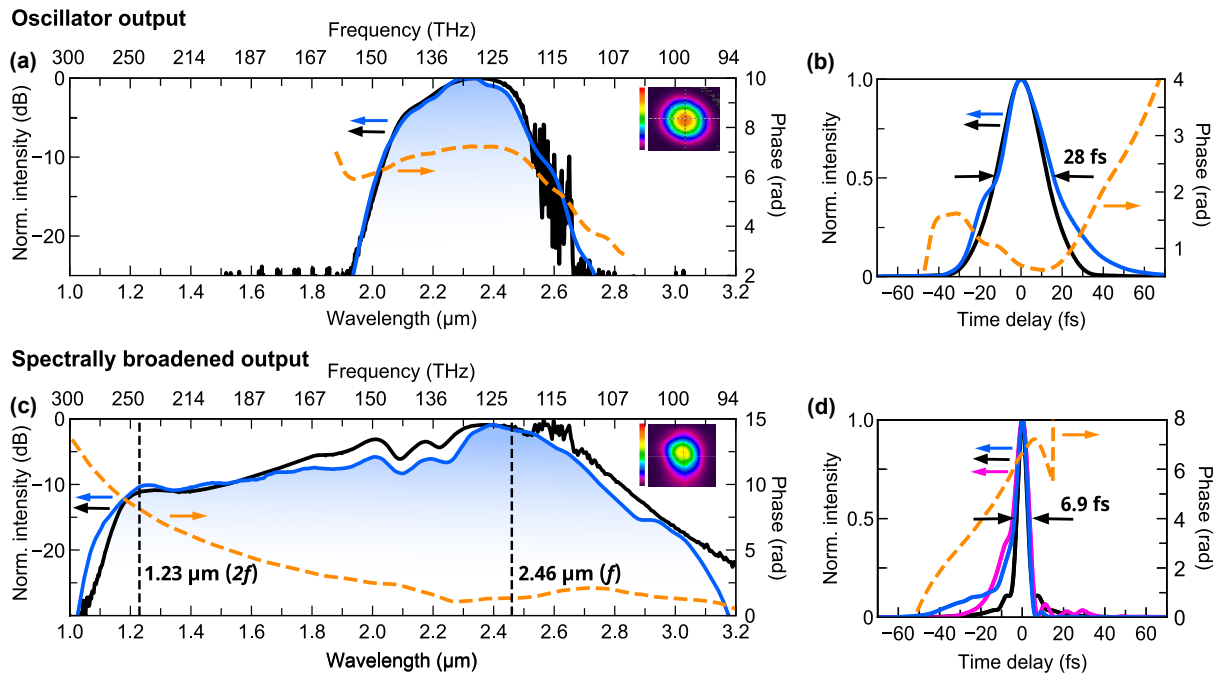 Oscillator output
(a)
Frequency (THz)
300 250 214 187 167 150 136 125 115 107 100 94
Norm. intensity (dB)
0
−10
−20
10
8
6
4
2
Phase (rad)
1.0 1.2 1.4 1.6 1.8 2.0 2.2 2.4 2.6 2.8 3.0 3.2
Wavelength (µm)
(b)
Norm. intensity
1.0
0.5
0
28 fs
4
3
2
1
Phase (rad)
−60 −40 −20 0 20 40 60
Time delay (fs)
Spectrally broadened output
(c)
Frequency (THz)
300 250 214 187 167 150 136 125 115 107 100 94
Norm. intensity (dB)
0
−10
−20
1.23 µm (2f)
2.46 µm (f)
15
10
5
0
Phase (rad)
1.0 1.2 1.4 1.6 1.8 2.0 2.2 2.4 2.6 2.8 3.0 3.2
Wavelength (µm)
(d)
Norm. intensity
1.0
0.5
0
6.9 fs
8
6
4
2
0
Phase (rad)
−60 −40 −20 0 20 40 60
Time delay (fs)